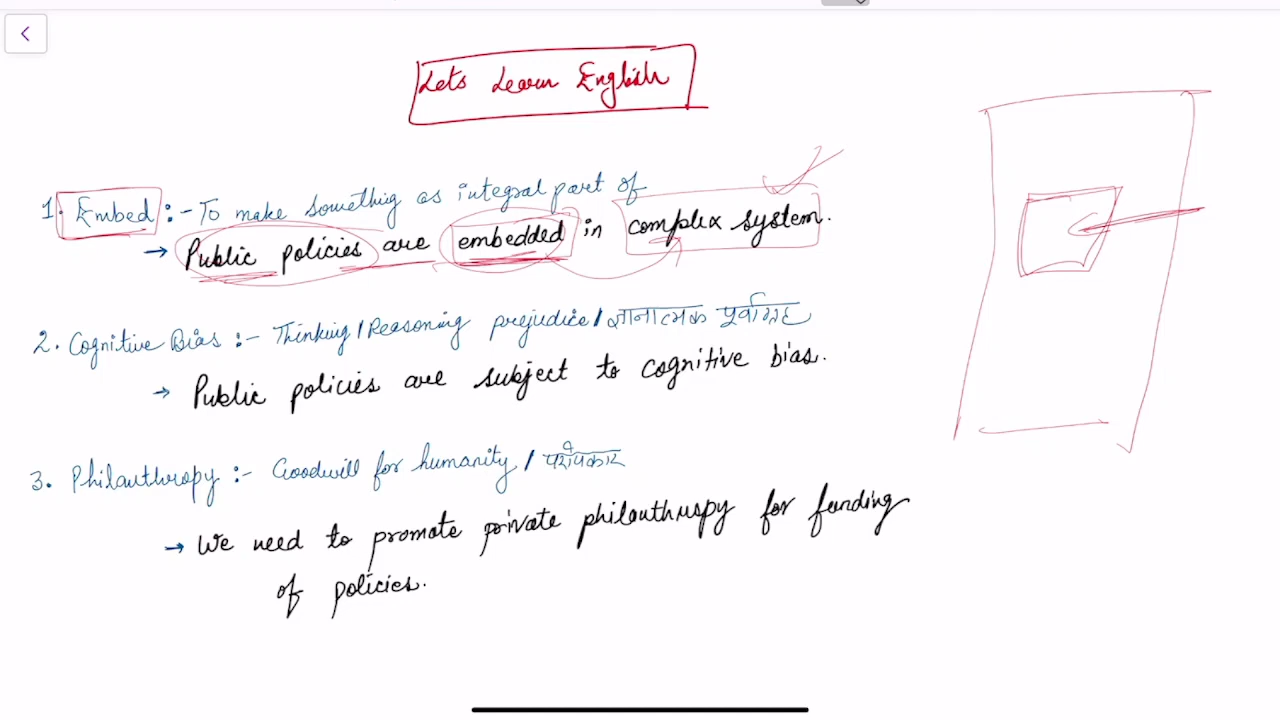 Lets Learn English
1. Embed :- To make something as integral part of
→ Public policies are embedded in complex system.
2. Cognitive Bias :- Thinking/Reasoning prejudice/ज्ञानात्मक पूर्वाग्रह
→ Public policies are subject to cognitive bias.
3. Philanthropy :- Goodwill for humanity / परोपकार
→ We need to promote private philanthropy for funding
of policies.